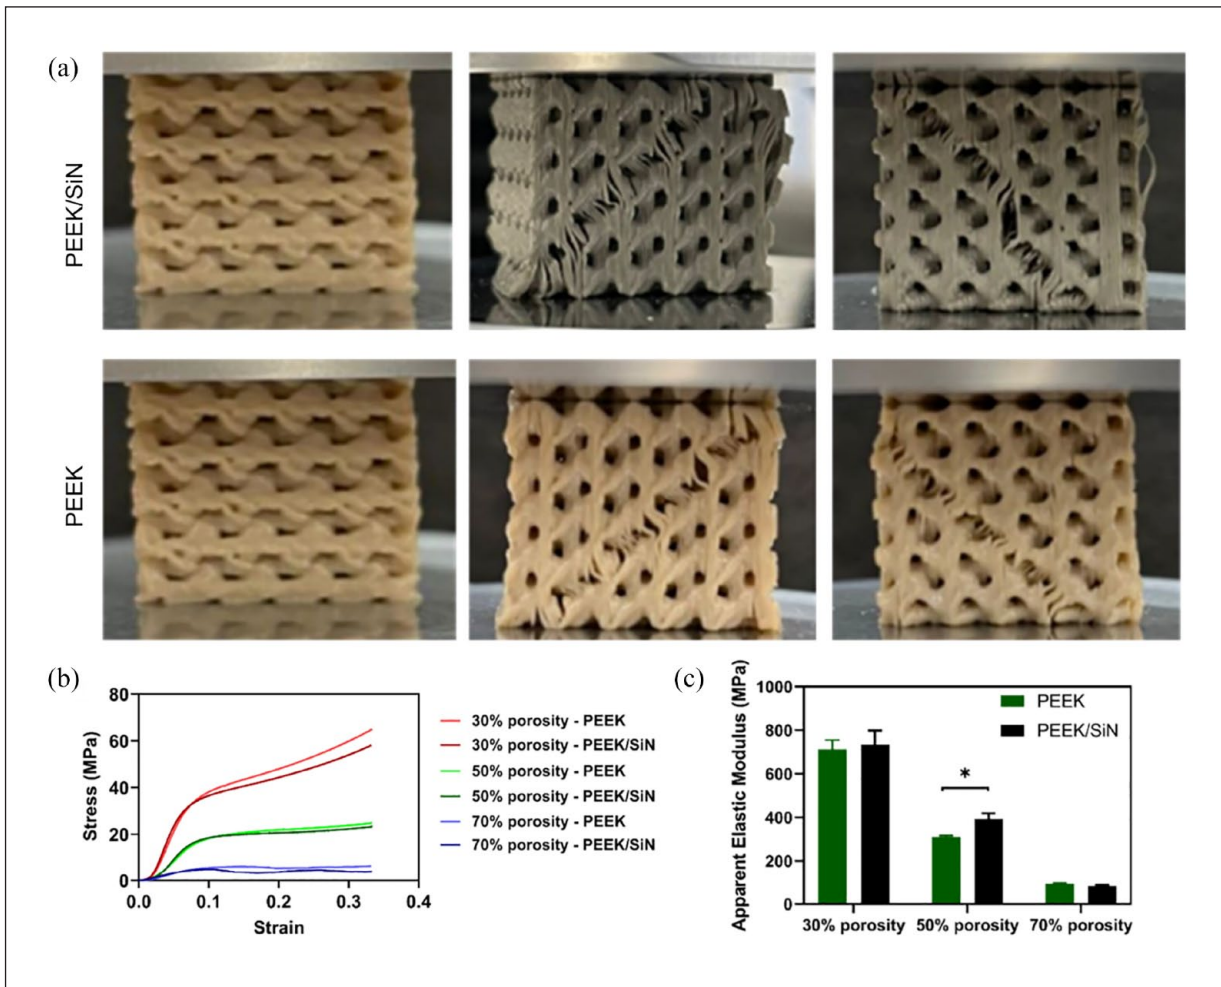 (a)
PEEK/SiN
PEEK
(b)
80
60
40
20
0
Stress (MPa)
0.0 0.1 0.2 0.3 0.4
Strain
30% porosity - PEEK
30% porosity - PEEK/SiN
50% porosity - PEEK
50% porosity - PEEK/SiN
70% porosity - PEEK
70% porosity - PEEK/SiN
(c)
Apparent Elastic Modulus (MPa)
1000
800
600
400
200
0
PEEK
PEEK/SiN
*
30% porosity 50% porosity 70% porosity